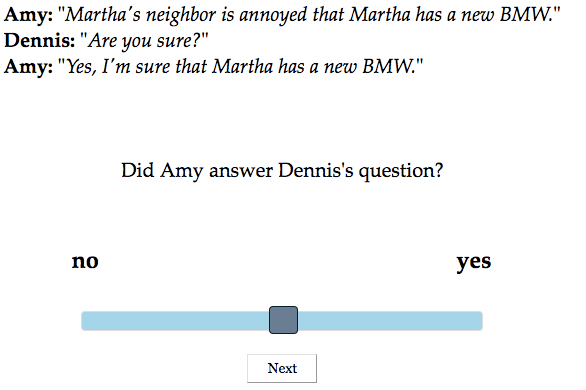 Amy: "Martha's neighbor is annoyed that Martha has a new BMW."
Dennis: "Are you sure?"
Amy: "Yes, I'm sure that Martha has a new BMW."
Did Amy answer Dennis's question?
no yes
Next